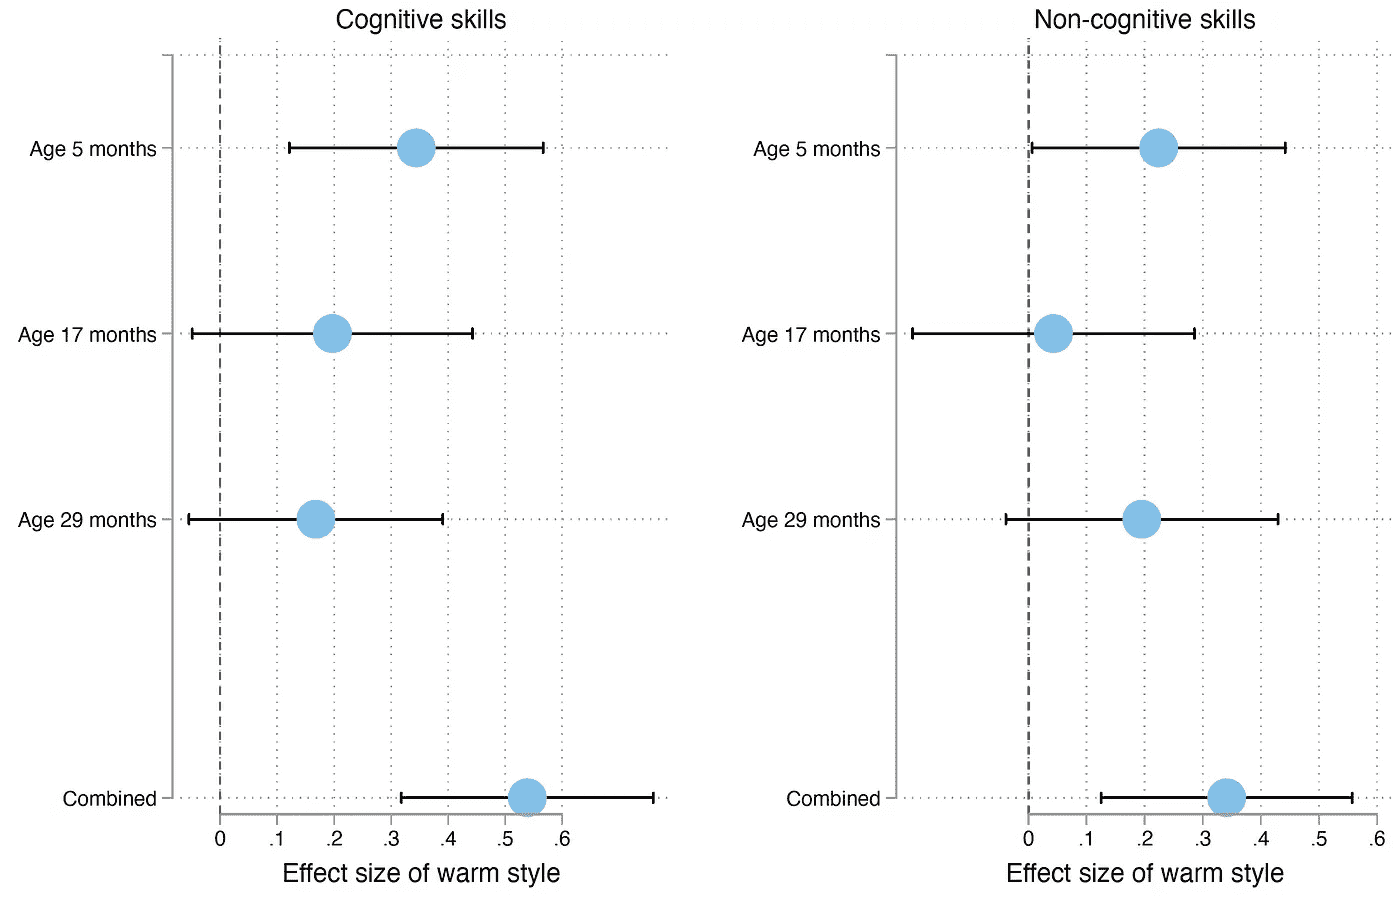 Cognitive skills
Age 5 months
Age 17 months
Age 29 months
Combined
0 .1 .2 .3 .4 .5 .6
Effect size of warm style
Non-cognitive skills
Age 5 months
Age 17 months
Age 29 months
Combined
0 .1 .2 .3 .4 .5 .6
Effect size of warm style